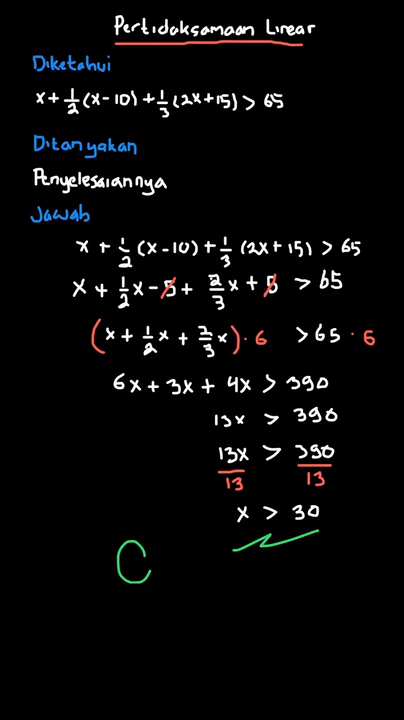 Pertidaksamaan Linear
Diketahui
x + 1/2 (x-10) + 1/3 (2x+15) > 65
Ditanyakan
Penyelesaiannya
Jawab
x + 1/2 (x-10) + 1/3 (2x+15) > 65
x + 1/2 x - 5 + 2/3 x + 5 > 65
(x + 1/2 x + 2/3 x) · 6 > 65 · 6
6x + 3x + 4x > 390
13x > 390
13x/13 > 390/13
x > 30
C